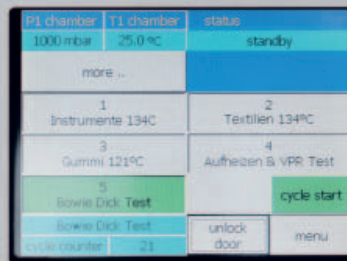 P1 chamber T1 chamber status
1000 mbar 25.0 ºC standby
more ..
1
Instrumente 134C
2
Textilien 134ºC
3
Gummi 121ºC
4
Aufheizen & VPR Test
5
Bowie Dick Test
cycle start
Bowie Dick Test
cycle counter 21
unlock
door
menu